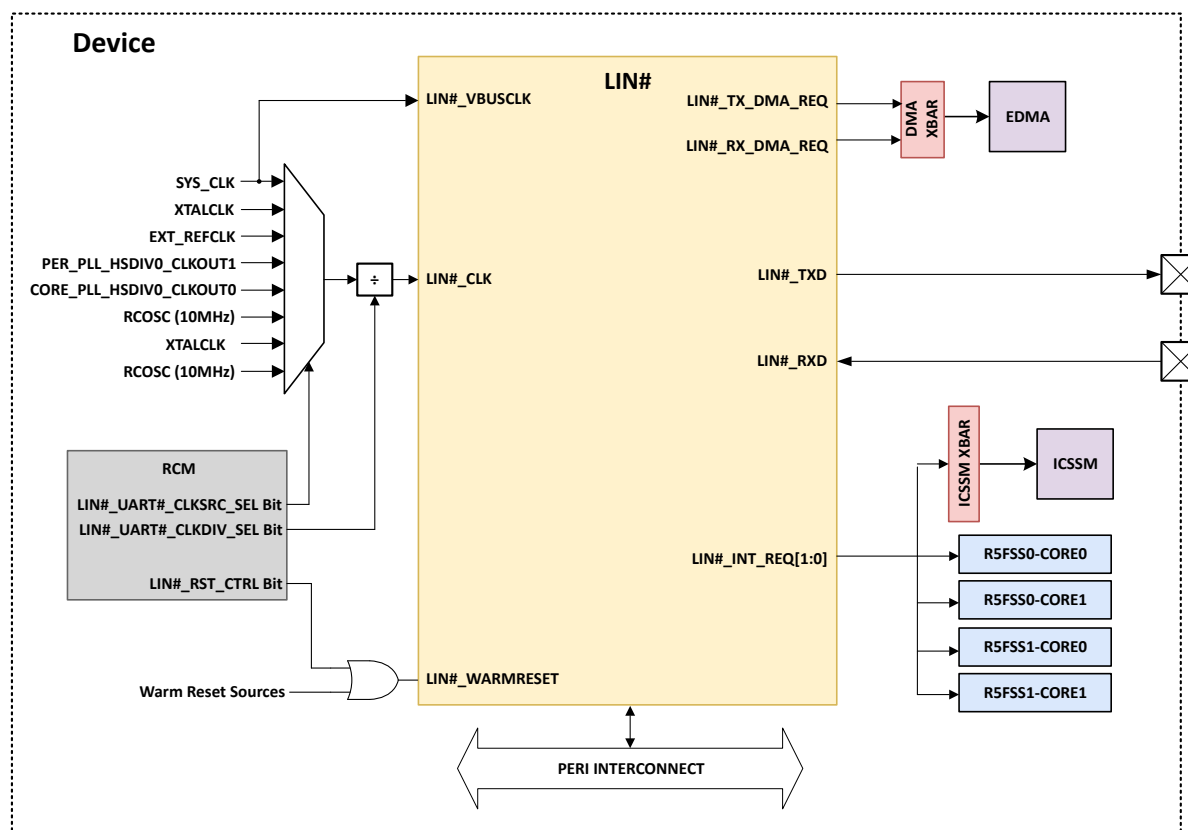 Device
LIN#
LIN#_VBUSCLK
LIN#_TX_DMA_REQ
LIN#_RX_DMA_REQ
DMA
XBAR
EDMA
SYS_CLK
XTALCLK
EXT_REFCLK
PER_PLL_HSDIV0_CLKOUT1
CORE_PLL_HSDIV0_CLKOUT0
RCOSC (10MHz)
XTALCLK
RCOSC (10MHz)
÷
LIN#_CLK
LIN#_TXD
LIN#_RXD
RCM
LIN#_UART#_CLKSRC_SEL Bit
LIN#_UART#_CLKDIV_SEL Bit
LIN#_RST_CTRL Bit
Warm Reset Sources
LIN#_WARMRESET
ICSSM XBAR
ICSSM
LIN#_INT_REQ[1:0]
R5FSS0-CORE0
R5FSS0-CORE1
R5FSS1-CORE0
R5FSS1-CORE1
PERI INTERCONNECT